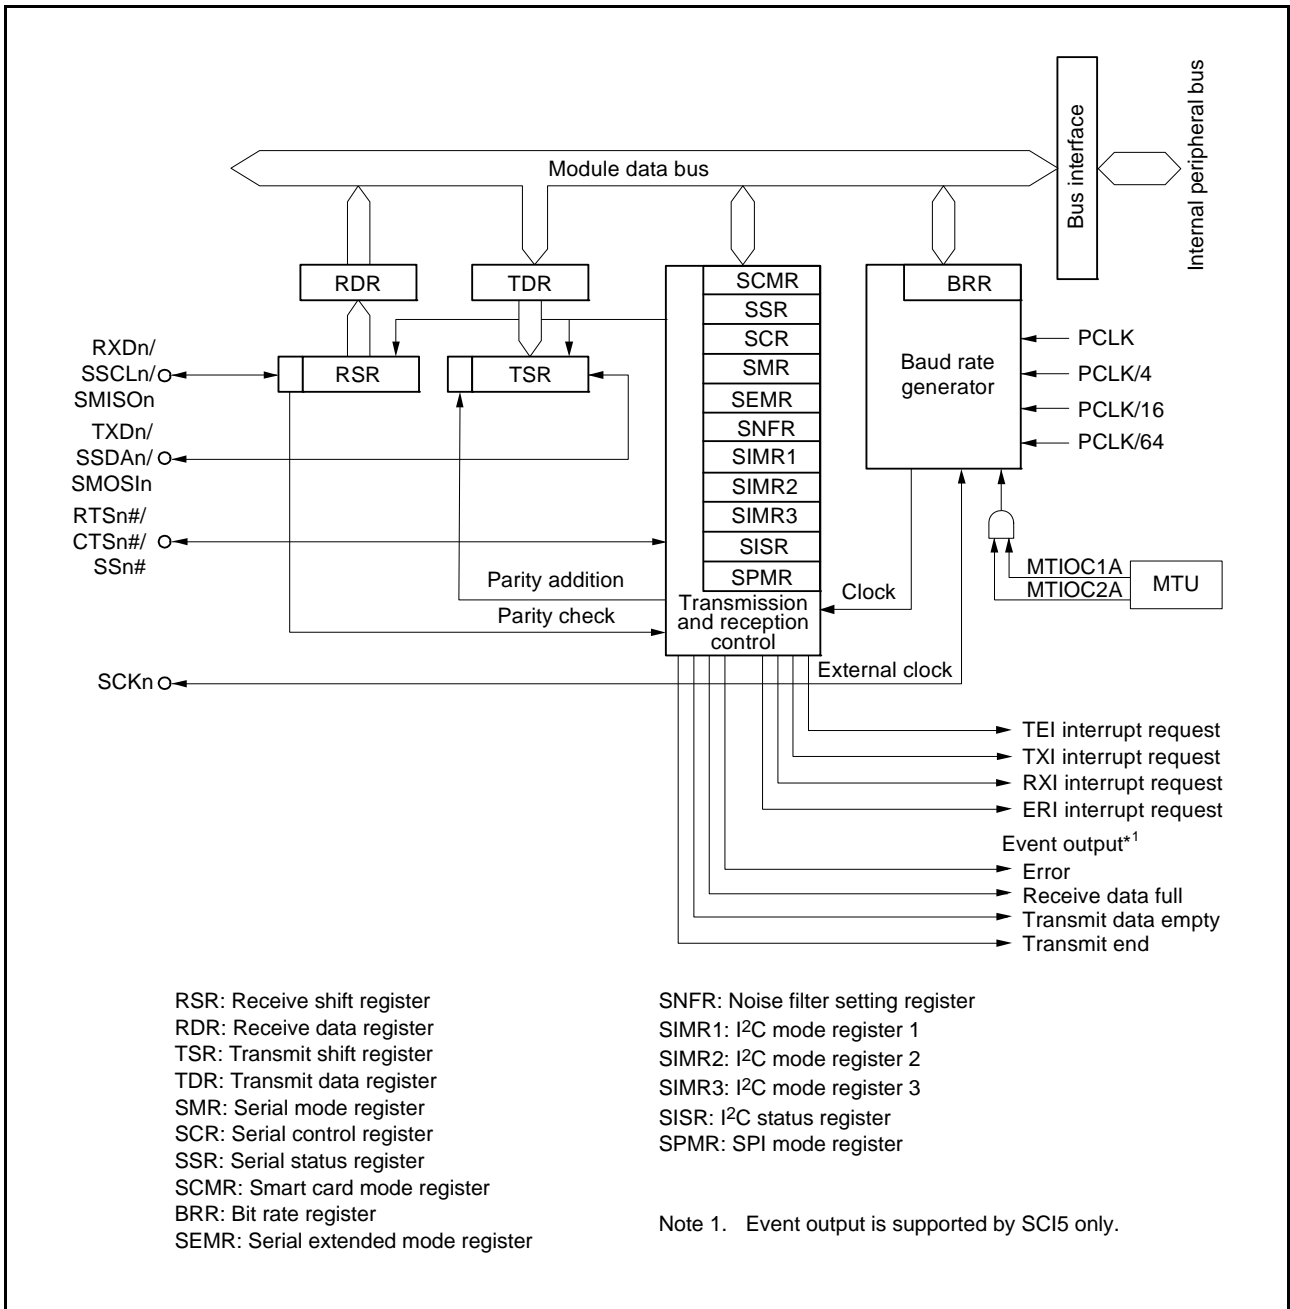 Internal peripheral bus
Bus interface
Module data bus
RDR
TDR
SCMR
SSR
SCR
SMR
SEMR
SNFR
SIMR1
SIMR2
SIMR3
SISR
SPMR
Transmission
and reception
control
BRR
Baud rate
generator
PCLK
PCLK/4
PCLK/16
PCLK/64
RXDn/
SSCLn/
SMISOn
RSR
TSR
TXDn/
SSDAn/
SMOSIn
RTSn#/
CTSn#/
SSn#
Parity addition
Parity check
Clock
MTIOC1A
MTIOC2A
MTU
SCKn
External clock
TEI interrupt request
TXI interrupt request
RXI interrupt request
ERI interrupt request
Event output*1
Error
Receive data full
Transmit data empty
Transmit end
RSR: Receive shift register
RDR: Receive data register
TSR: Transmit shift register
TDR: Transmit data register
SMR: Serial mode register
SCR: Serial control register
SSR: Serial status register
SCMR: Smart card mode register
BRR: Bit rate register
SEMR: Serial extended mode register
SNFR: Noise filter setting register
SIMR1: I2C mode register 1
SIMR2: I2C mode register 2
SIMR3: I2C mode register 3
SISR: I2C status register
SPMR: SPI mode register
Note 1. Event output is supported by SCI5 only.